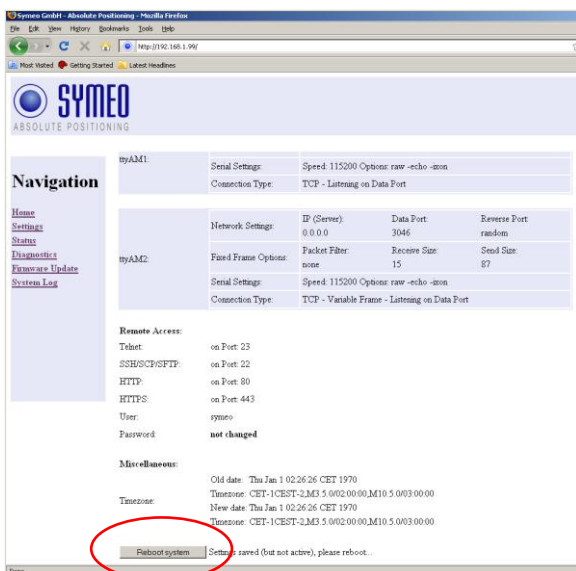 Symeo GmbH - Absolute Positioning - Mozilla Firefox
File Edit View History Bookmarks Tools Help
http://192.168.1.99/
Most Visited Getting Started Latest Headlines
SYMEO
ABSOLUTE POSITIONING
Navigation
Home
Settings
Status
Diagnostics
Firmware Update
System Log
ttyAM1:
Serial Settings: Speed: 115200 Options: raw -echo -ixon
Connection Type: TCP - Listening on Data Port
ttyAM2:
Network Settings: IP (Server): Data Port: Reverse Port:
0.0.0.0 3046 random
Fixed Frame Options: Packet Filter: Receive Size: Send Size:
none 15 87
Serial Settings: Speed: 115200 Options: raw -echo -ixon
Connection Type: TCP - Variable Frame - Listening on Data Port
Remote Access:
Telnet: on Port: 23
SSH/SCP/SFTP: on Port: 22
HTTP: on Port: 80
HTTPS: on Port: 443
User: symeo
Password: not changed
Miscellaneous:
Timezone:
Old date: Thu Jan 1 02:26:26 CET 1970
Timezone: CET-1CEST-2,M3.5.0/02:00:00,M10.5.0/03:00:00
New date: Thu Jan 1 02:26:26 CET 1970
Timezone: CET-1CEST-2,M3.5.0/02:00:00,M10.5.0/03:00:00
Reboot system Settings saved (but not active), please reboot...